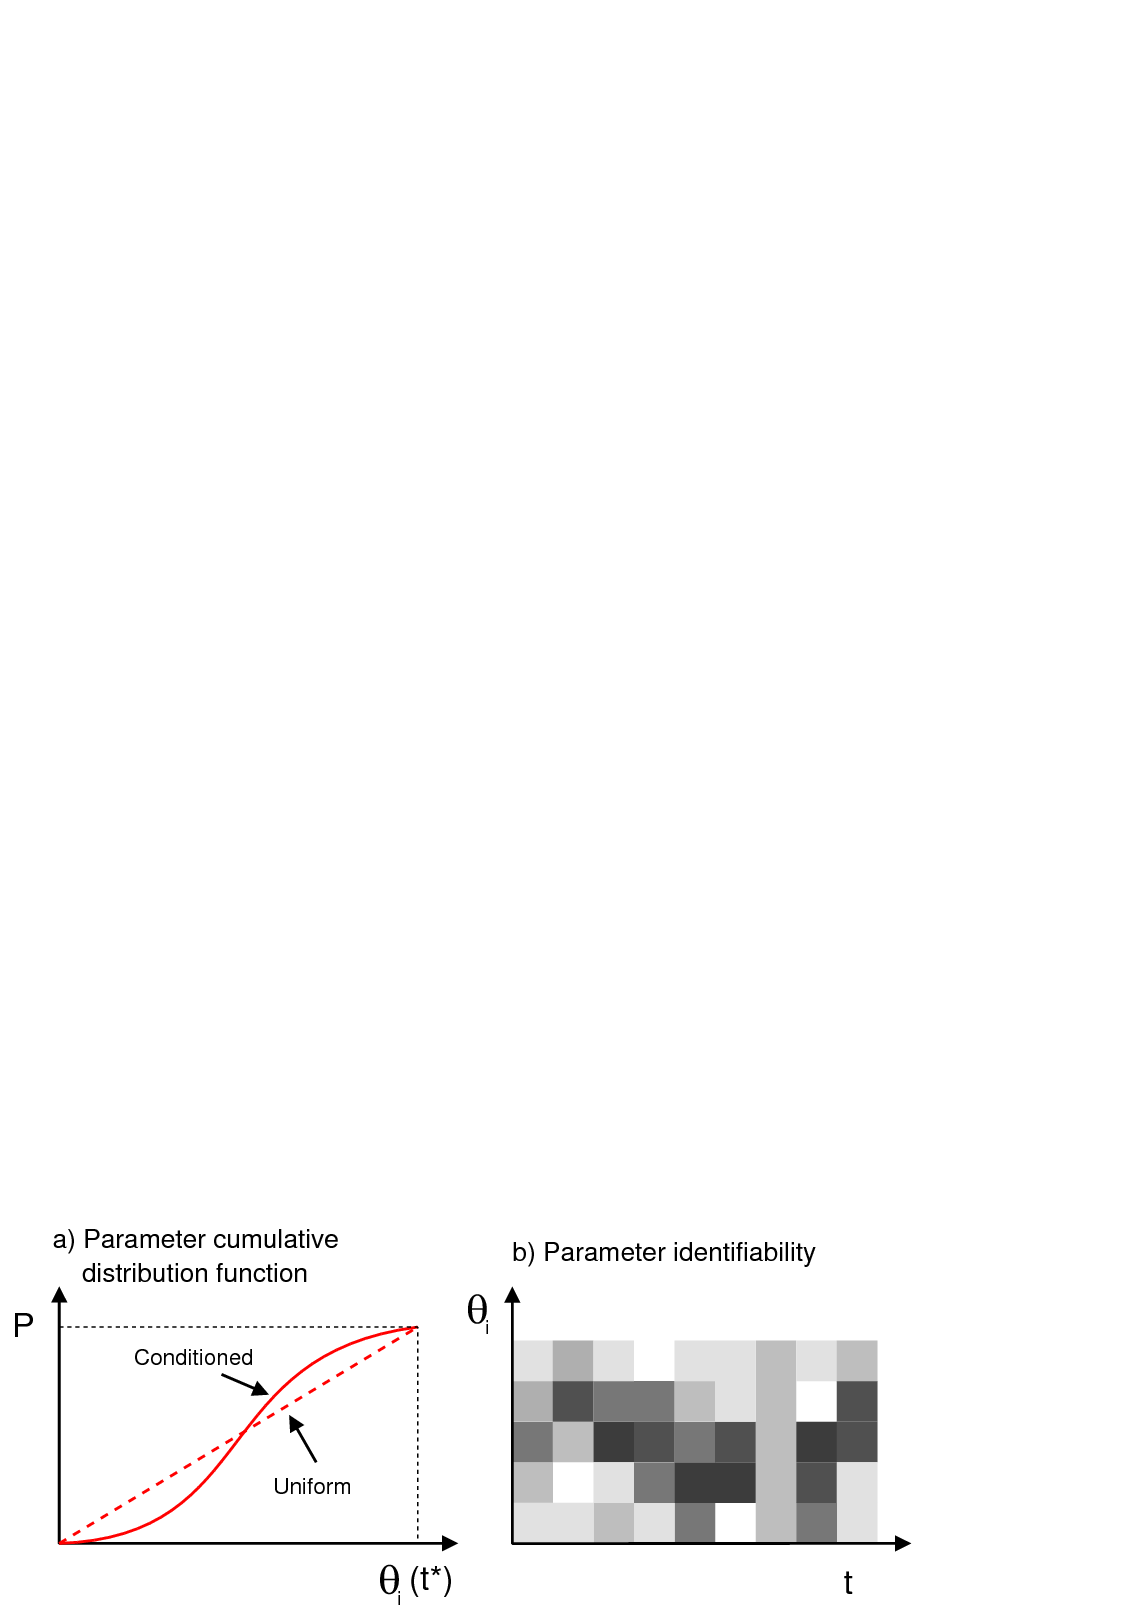 a) Parameter cumulative
distribution function
P
Conditioned
Uniform
θi (t*)
b) Parameter identifiability
θi
t